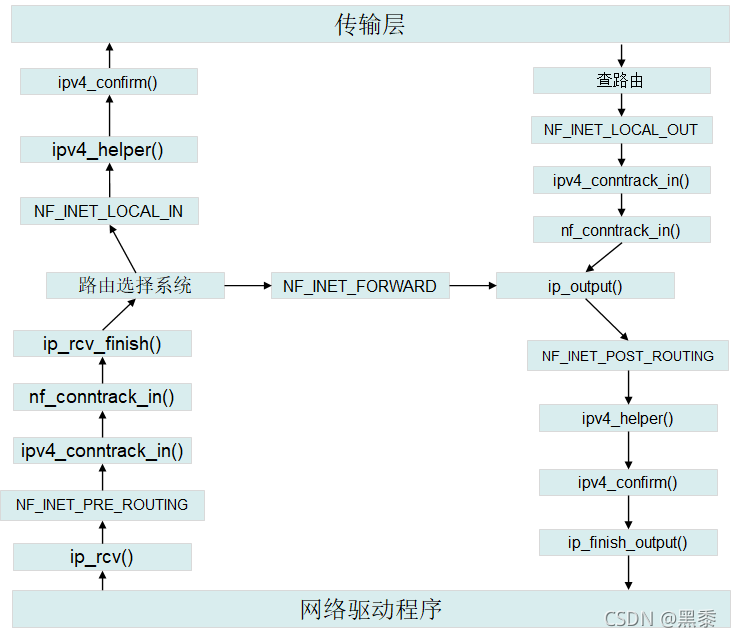 传输层
ipv4_confirm()
查路由
NF_INET_LOCAL_OUT
ipv4_helper()
ipv4_conntrack_in()
NF_INET_LOCAL_IN
nf_conntrack_in()
路由选择系统
NF_INET_FORWARD
ip_output()
ip_rcv_finish()
NF_INET_POST_ROUTING
nf_conntrack_in()
ipv4_helper()
ipv4_conntrack_in()
ipv4_confirm()
NF_INET_PRE_ROUTING
ip_finish_output()
ip_rcv()
网络驱动程序
CSDN @黑黍